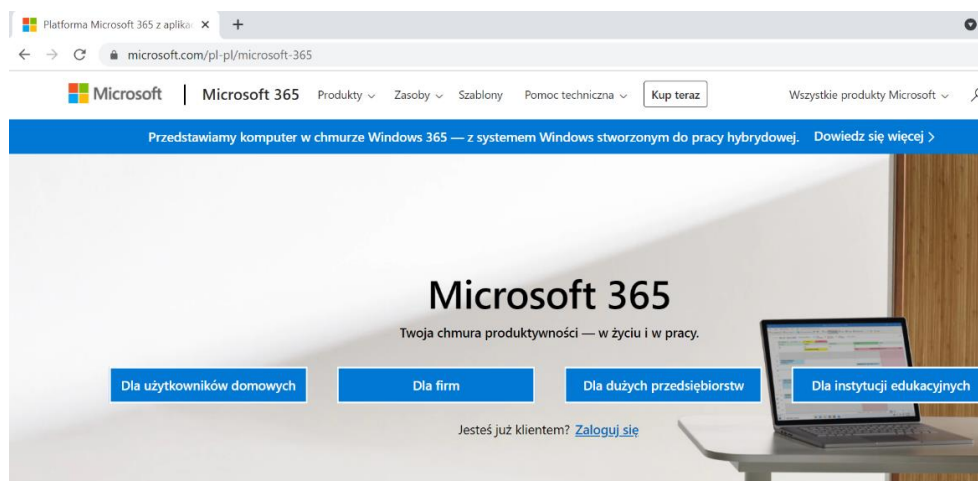 Platforma Microsoft 365 z aplikac
microsoft.com/pl-pl/microsoft-365
Microsoft | Microsoft 365 Produkty Zasoby Szablony Pomoc techniczna Kup teraz Wszystkie produkty Microsoft
Przedstawiamy komputer w chmurze Windows 365 — z systemem Windows stworzonym do pracy hybrydowej. Dowiedz się więcej >
Microsoft 365
Twoja chmura produktywności — w życiu i w pracy.
Dla użytkowników domowych Dla firm Dla dużych przedsiębiorstw Dla instytucji edukacyjnych
Jesteś już klientem? Zaloguj się